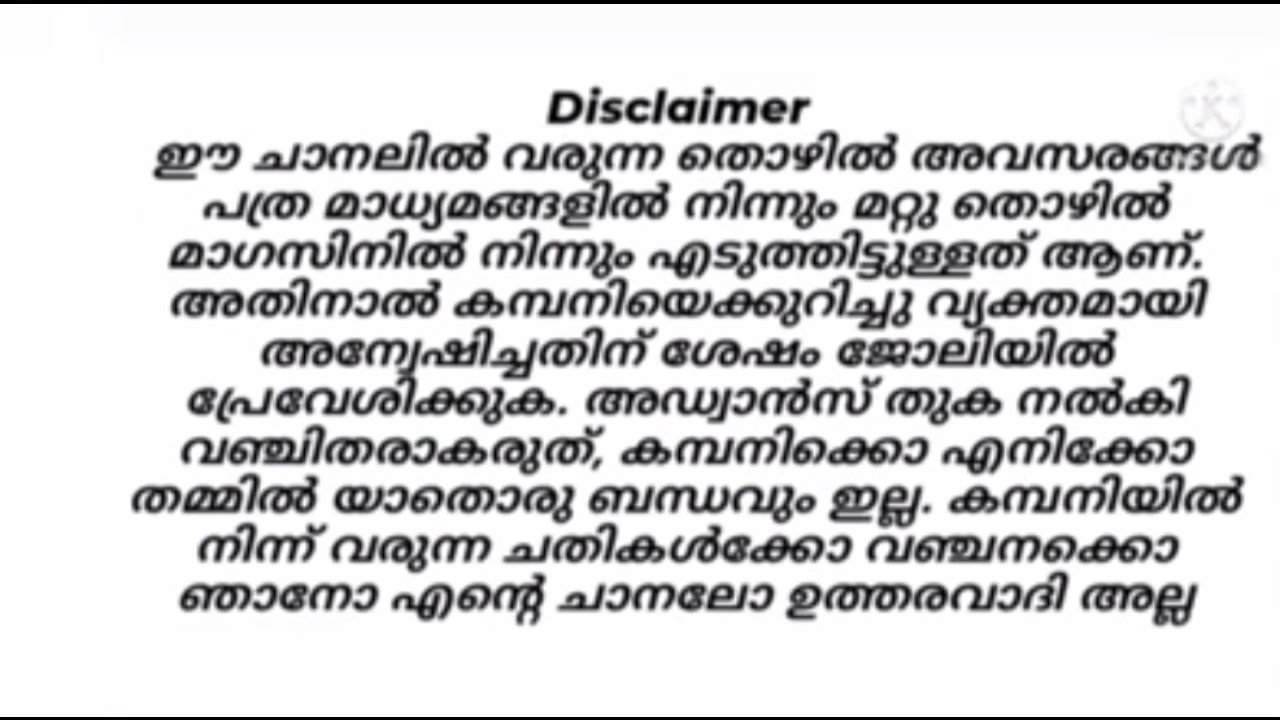 Disclaimer
ഈ ചാനലിൽ വരുന്ന തൊഴിൽ അവസരങ്ങൾ
പത്ര മാധ്യമങ്ങളിൽ നിന്നും മറ്റു തൊഴിൽ
മാഗസിനിൽ നിന്നും എടുത്തിട്ടുള്ളത് ആണ്.
അതിനാൽ കമ്പനിയെക്കുറിച്ചു വ്യക്തമായി
അന്വേഷിച്ചതിന് ശേഷം ജോലിയിൽ
പ്രേവേശിക്കുക. അഡ്വാൻസ് തുക നൽകി
വഞ്ചിതരാകരുത്, കമ്പനിക്കൊ എനിക്കോ
തമ്മിൽ യാതൊരു ബന്ധവും ഇല്ല. കമ്പനിയിൽ
നിന്ന് വരുന്ന ചതികൾക്കോ വഞ്ചനക്കൊ
ഞാനോ എന്റെ ചാനലോ ഉത്തരവാദി അല്ല